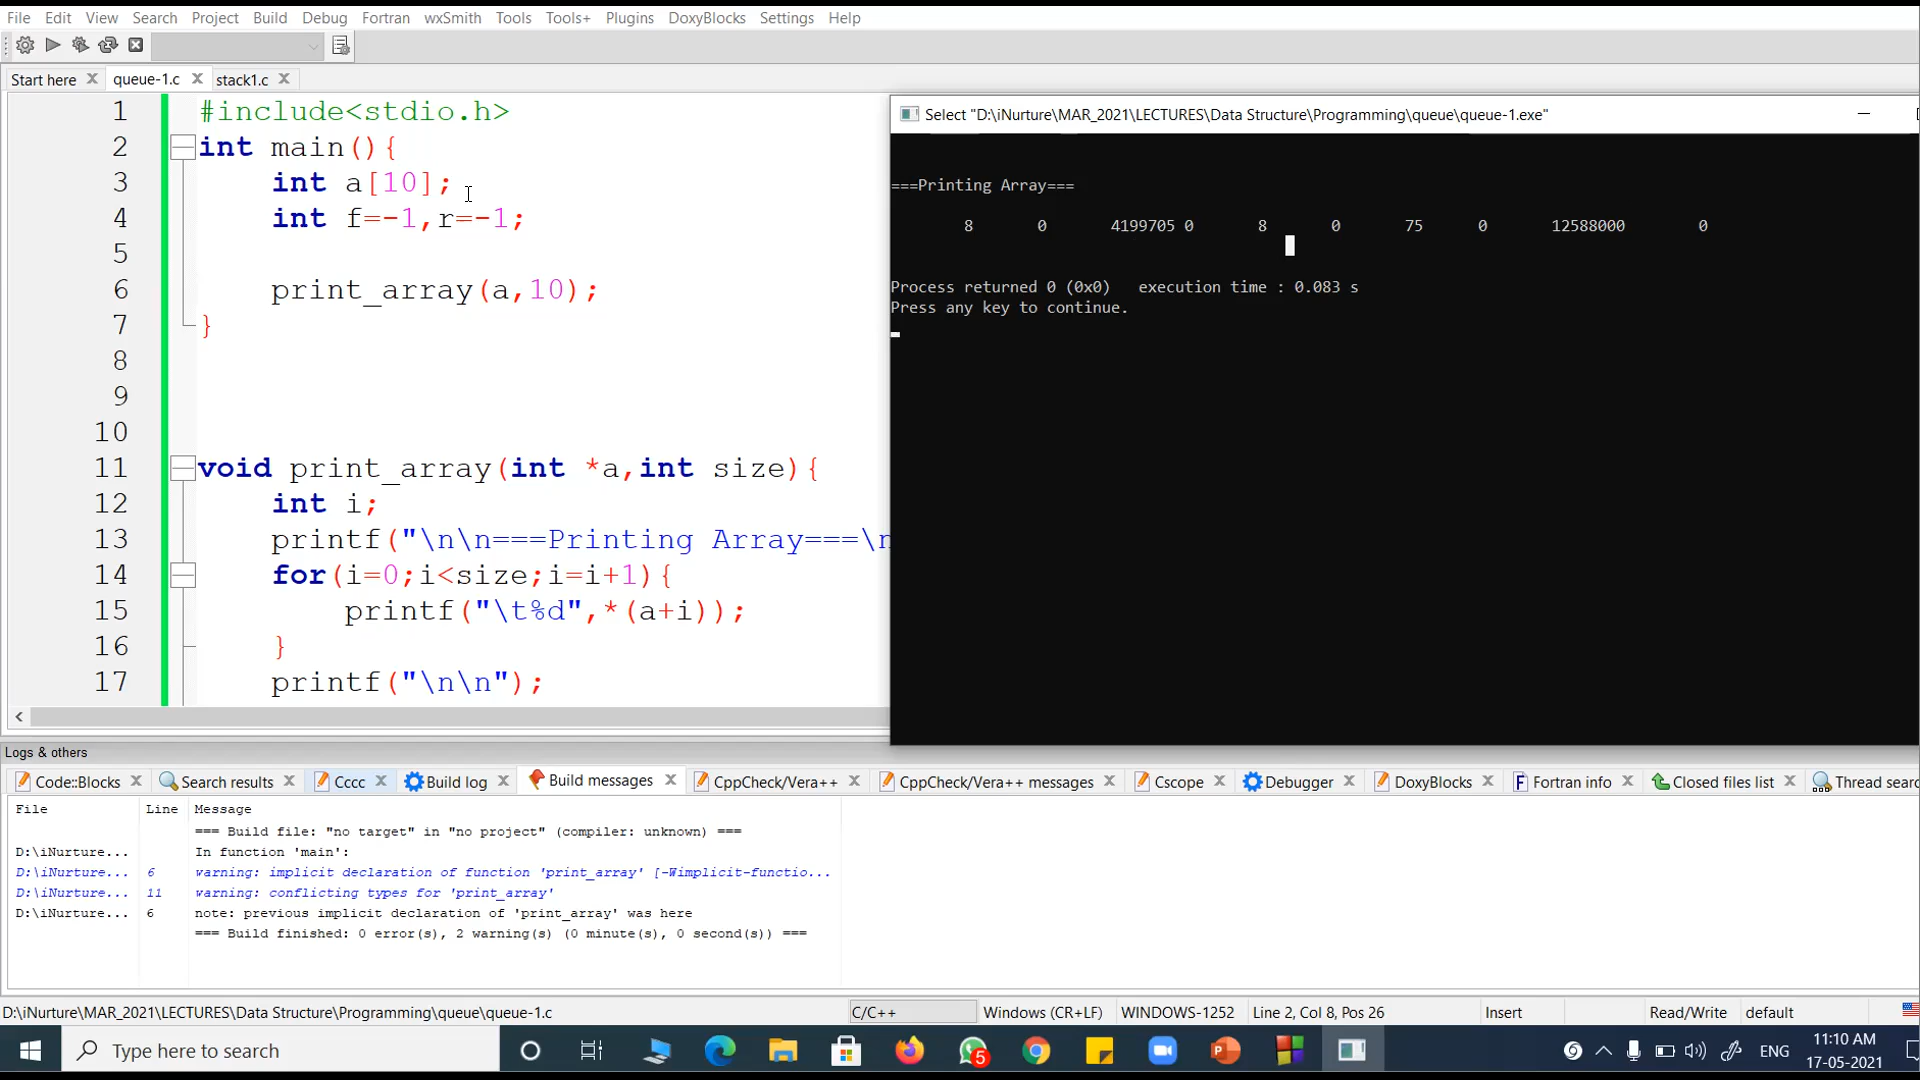 File Edit View Search Project Build Debug Fortran wxSmith Tools Tools+ Plugins DoxyBlocks Settings Help
Start here queue-1.c stack1.c
1 #include<stdio.h>
2 int main(){
3 int a[10];
4 int f=-1,r=-1;
5
6 print_array(a,10);
7 }
8
9
10
11 void print_array(int *a,int size){
12 int i;
13 printf("\n\n===Printing Array===\n
14 for(i=0;i<size;i=i+1){
15 printf("\t%d",*(a+i));
16 }
17 printf("\n\n");
Select "D:\iNurture\MAR_2021\LECTURES\Data Structure\Programming\queue\queue-1.exe"
===Printing Array===
8 0 4199705 0 8 0 75 0 12588000 0
Process returned 0 (0x0) execution time : 0.083 s
Press any key to continue.
Logs & others
Code::Blocks Search results Cccc Build log Build messages CppCheck/Vera++ CppCheck/Vera++ messages Cscope Debugger DoxyBlocks Fortran info Closed files list Thread searc
File Line Message
=== Build file: "no target" in "no project" (compiler: unknown) ===
D:\iNurture... In function 'main':
D:\iNurture... 6 warning: implicit declaration of function 'print_array' [-Wimplicit-functio...
D:\iNurture... 11 warning: conflicting types for 'print_array'
D:\iNurture... 6 note: previous implicit declaration of 'print_array' was here
=== Build finished: 0 error(s), 2 warning(s) (0 minute(s), 0 second(s)) ===
D:\iNurture\MAR_2021\LECTURES\Data Structure\Programming\queue\queue-1.c C/C++ Windows (CR+LF) WINDOWS-1252 Line 2, Col 8, Pos 26 Insert Read/Write default
Type here to search 5 ENG 11:10 AM
17-05-2021